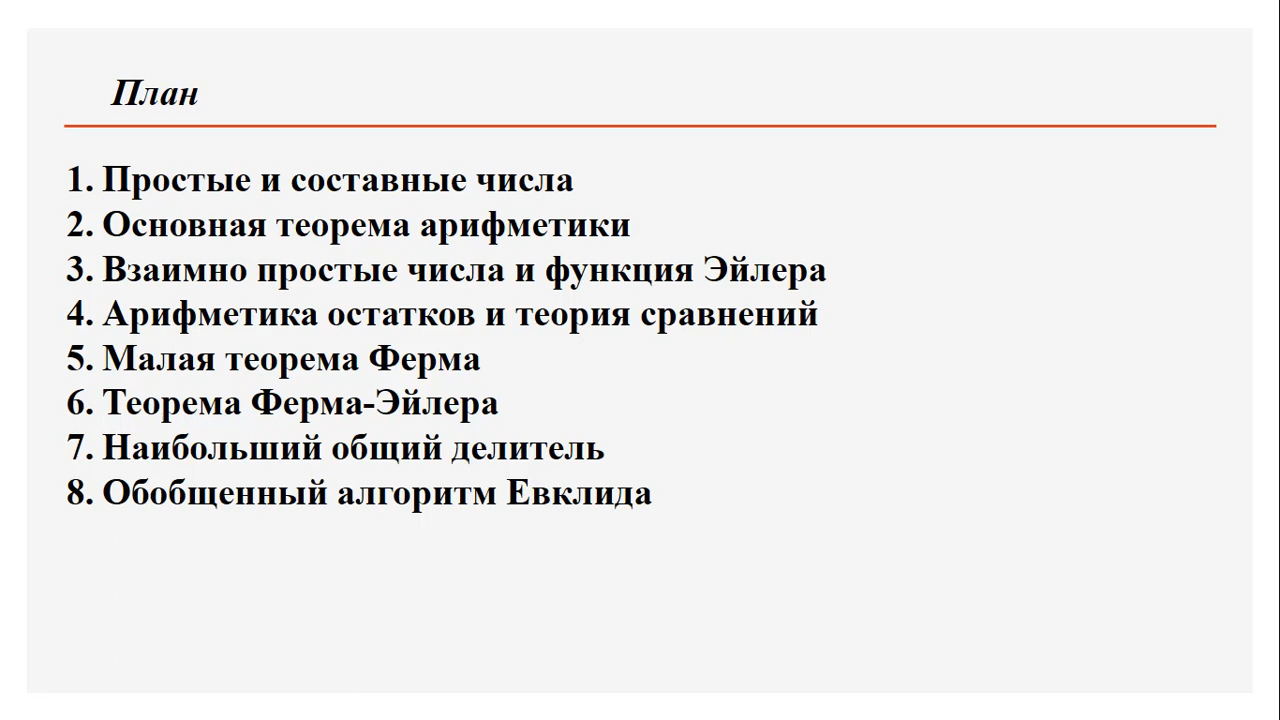 План
1. Простые и составные числа
2. Основная теорема арифметики
3. Взаимно простые числа и функция Эйлера
4. Арифметика остатков и теория сравнений
5. Малая теорема Ферма
6. Теорема Ферма-Эйлера
7. Наибольший общий делитель
8. Обобщенный алгоритм Евклида